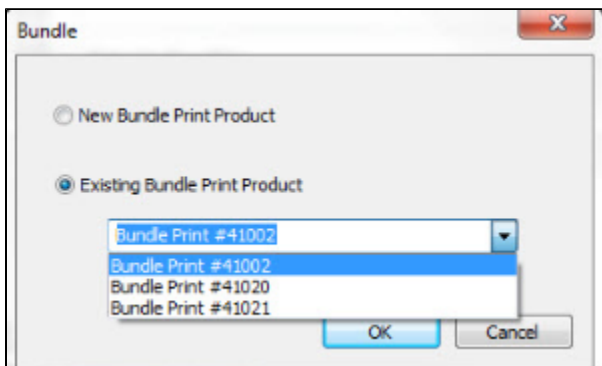 Bundle
New Bundle Print Product
Existing Bundle Print Product
Bundle Print #41002
Bundle Print #41002
Bundle Print #41020
Bundle Print #41021
OK Cancel